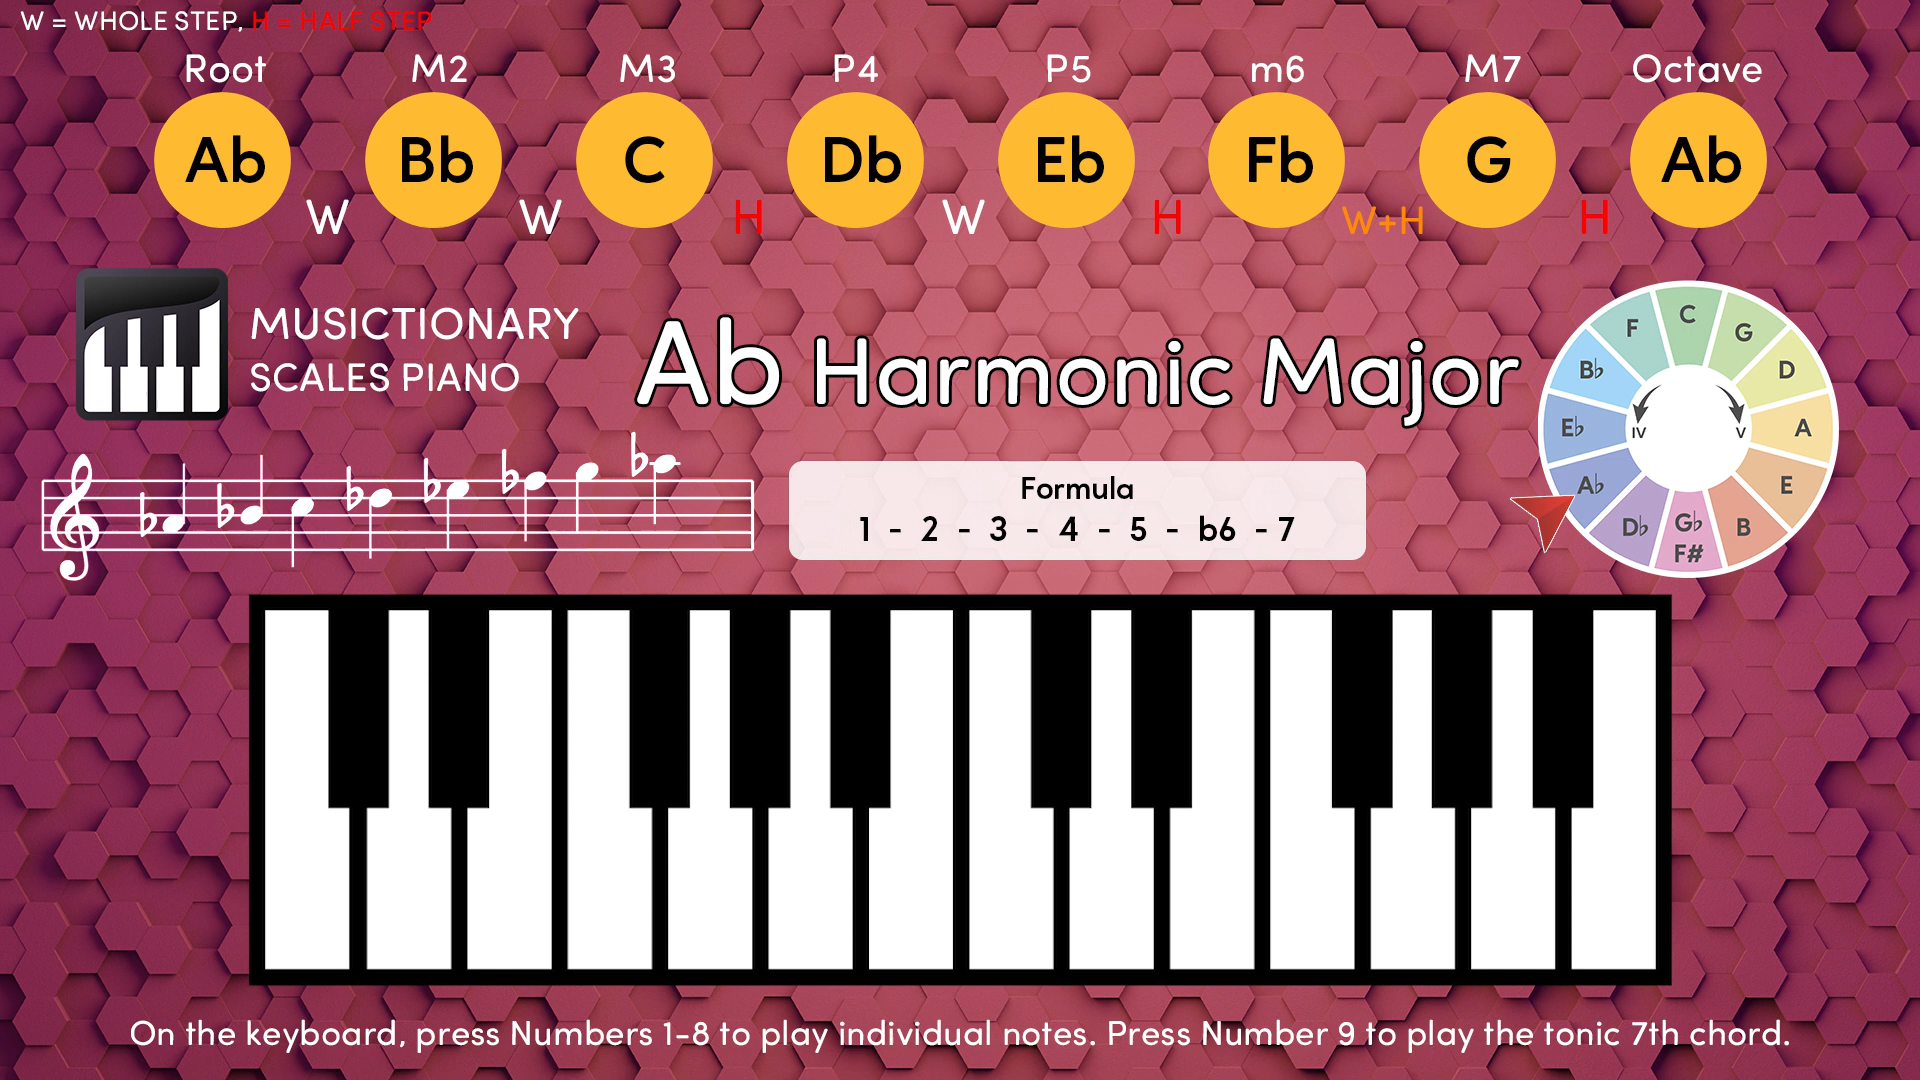 W = WHOLE STEP, H = HALF STEP
Root M2 M3 P4 P5 m6 M7 Octave
Ab Bb C Db Eb Fb G Ab
W W H W H W+H H
MUSICTIONARY
SCALES PIANO
Ab Harmonic Major
Formula
1 - 2 - 3 - 4 - 5 - b6 - 7
C
G
D
A
E
B
G♭
F#
D♭
A♭
E♭
B♭
F
IV
V
On the keyboard, press Numbers 1-8 to play individual notes. Press Number 9 to play the tonic 7th chord.